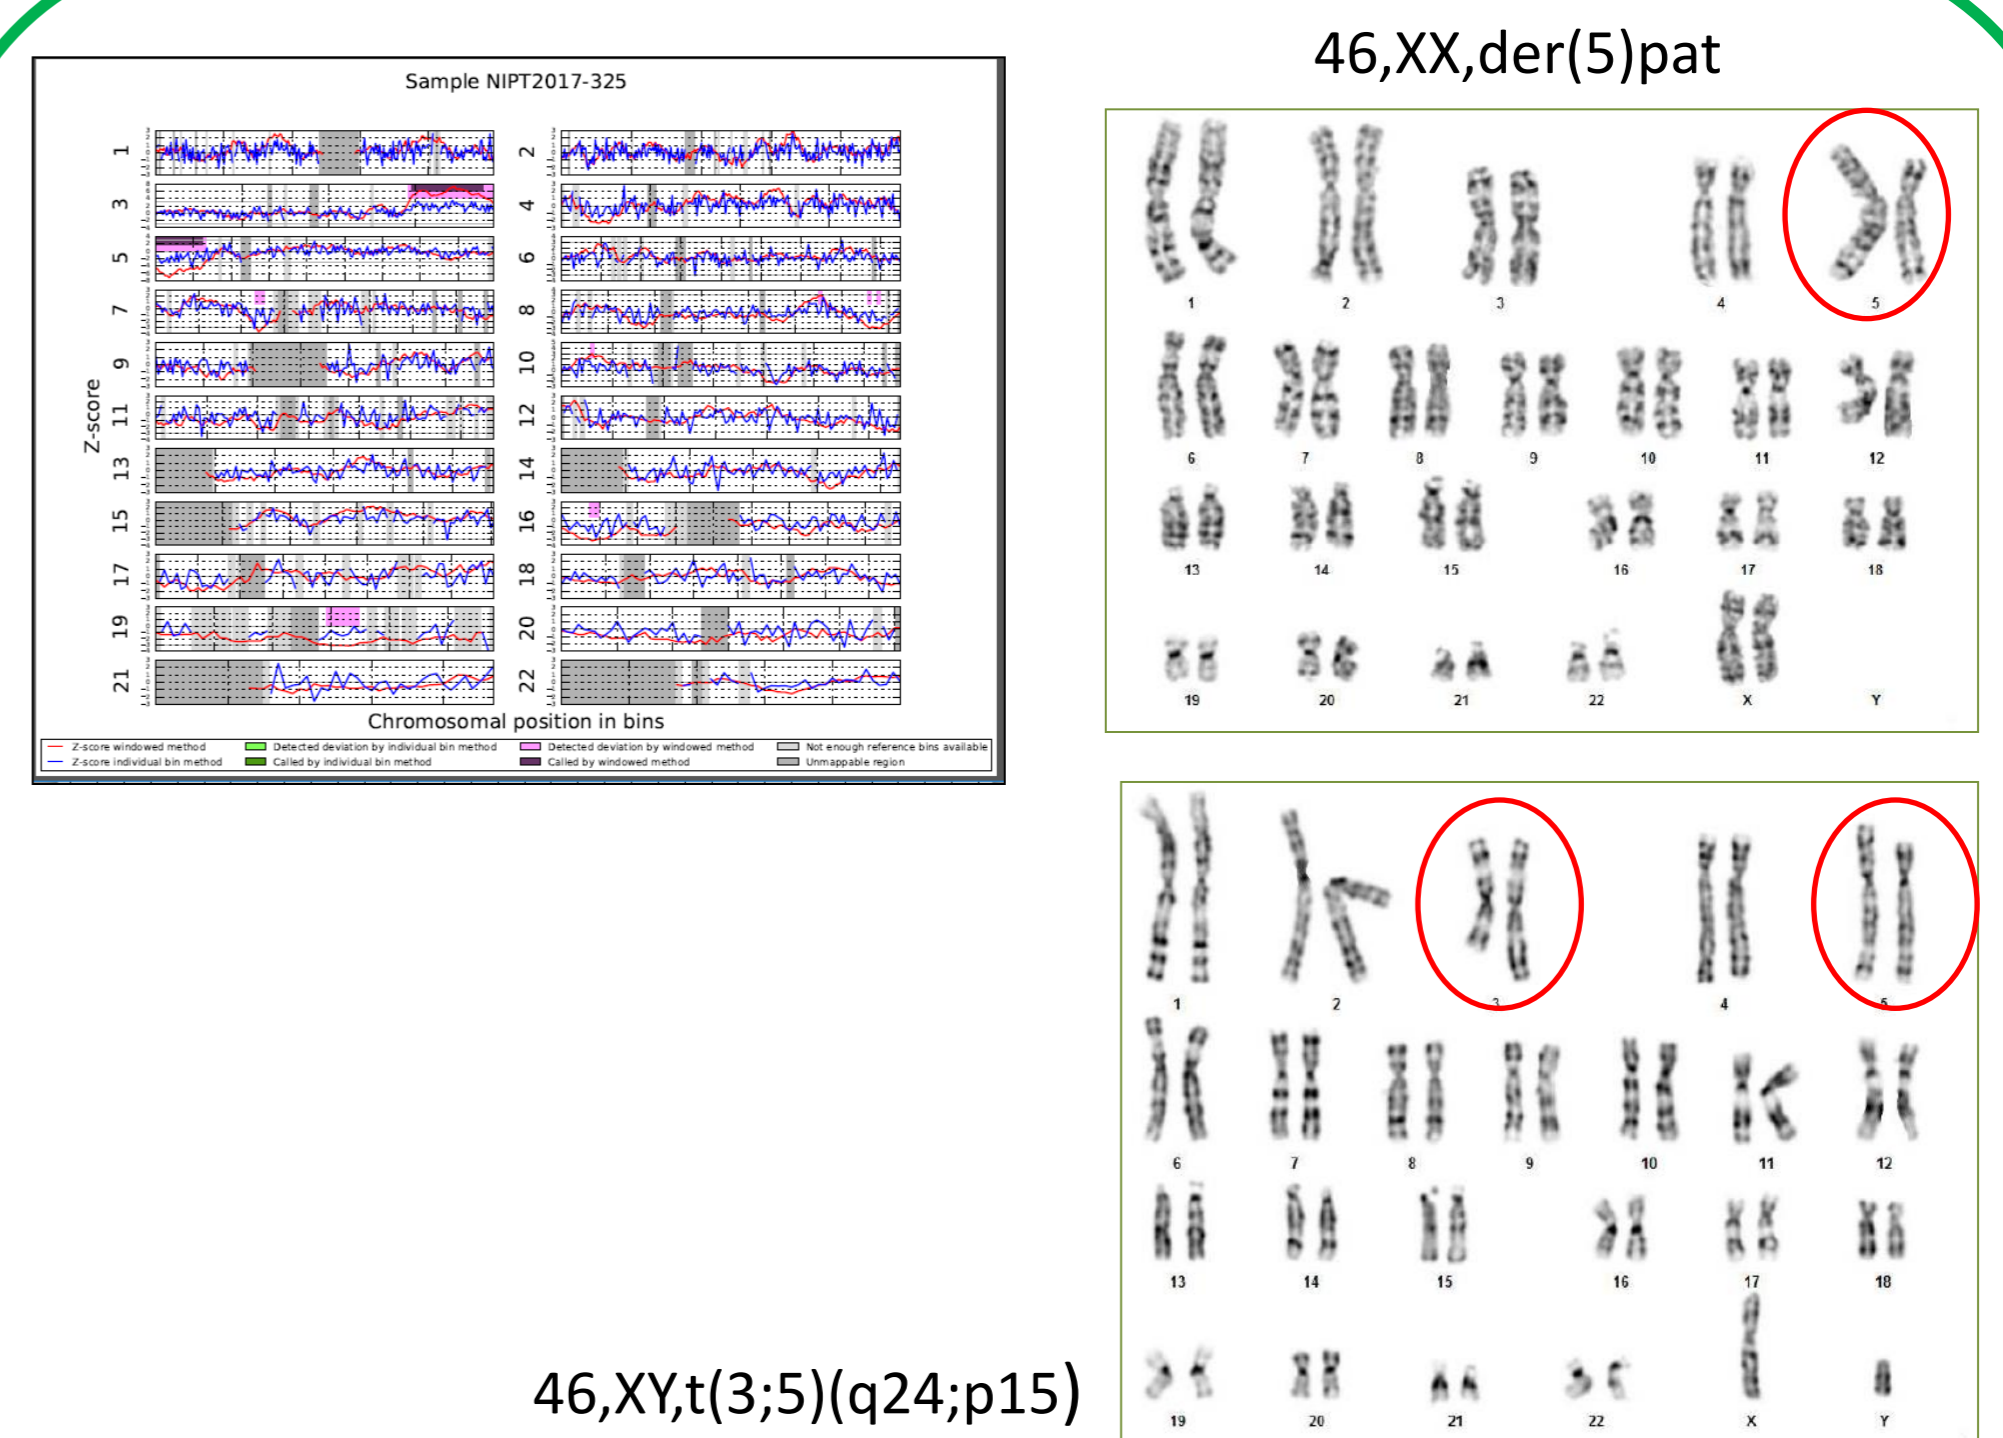 46,XX,der(5)pat
Sample NIPT2017-325
1 2
3 4
5 6
7 8
9 10
11 12
13 14
15 16
17 18
19 20
21 22
Z-score
Chromosomal position in bins
Z-score windowed method
Z-score individual bin method
Detected deviation by individual bin method
Called by individual bin method
Detected deviation by windowed method
Called by windowed method
Not enough reference bins available
Unmappable region
1 2 3 4 5
6 7 8 9 10 11 12
13 14 15 16 17 18
19 20 21 22 X Y
1 2 3 4 5
6 7 8 9 10 11 12
13 14 15 16 17 18
19 20 21 22 X Y
46,XY,t(3;5)(q24;p15)